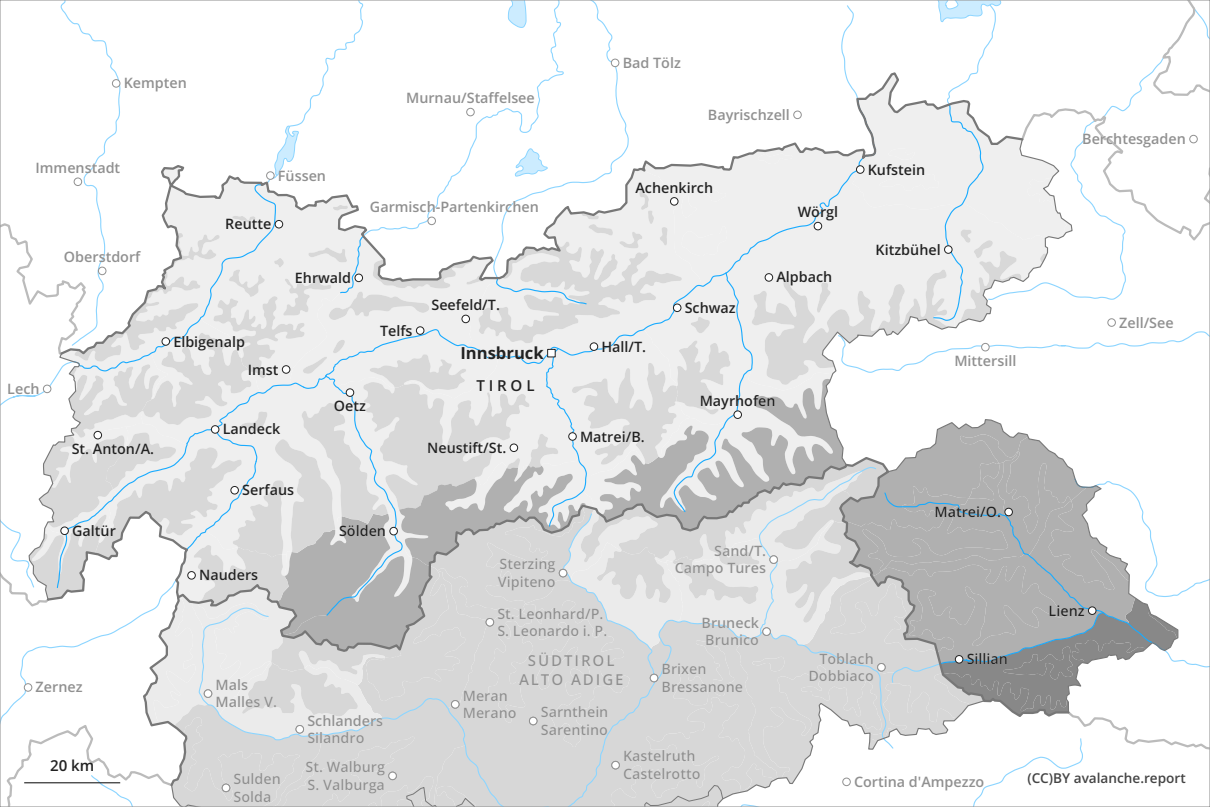 Kempten
Bad Tölz
Murnau/Staffelsee
Bayrischzell
Berchtesgaden
Immenstadt
Füssen
Kufstein
Achenkirch
Garmisch-Partenkirchen
Wörgl
Reutte
Kitzbühel
Oberstdorf
Ehrwald
Alpbach
Seefeld/T.
Schwaz
Zell/See
Telfs
Elbigenalp
Innsbruck
Hall/T.
Mittersill
Imst
TIROL
Lech
Oetz
Mayrhofen
Landeck
Matrei/B.
St. Anton/A.
Neustift/St.
Serfaus
Matrei/O.
Galtür
Sölden
Sand/T.
Campo Tures
Sterzing
Vipiteno
Nauders
Lienz
St. Leonhard/P.
S. Leonardo i. P.
Bruneck
Brunico
SÜDTIROL
ALTO ADIGE
Toblach
Dobbiaco
Sillian
Brixen
Bressanone
Zernez
Mals
Malles V.
Meran
Merano
Sarnthein
Sarentino
Schlanders
Silandro
Kastelruth
Castelrotto
20 km
St. Walburg
S. Valburga
Sulden
Solda
Cortina d'Ampezzo
(CC)BY avalanche.report